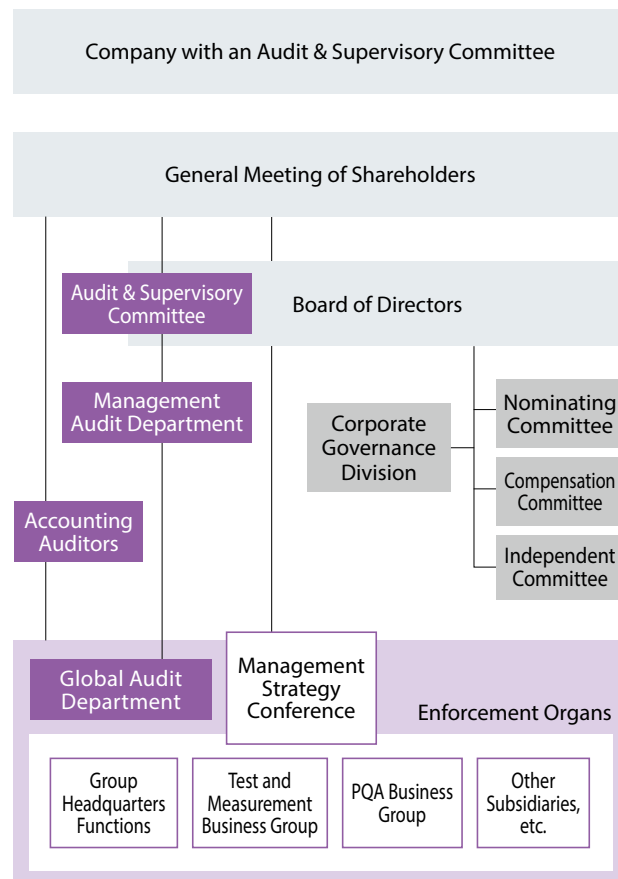 Company with an Audit & Supervisory Committee
General Meeting of Shareholders
Audit & Supervisory
Committee
Board of Directors
Management
Audit Department
Corporate
Governance
Division
Nominating
Committee
Compensation
Committee
Independent
Committee
Accounting
Auditors
Global Audit
Department
Management
Strategy
Conference
Enforcement Organs
Group
Headquarters
Functions
Test and
Measurement
Business Group
PQA Business
Group
Other
Subsidiaries,
etc.